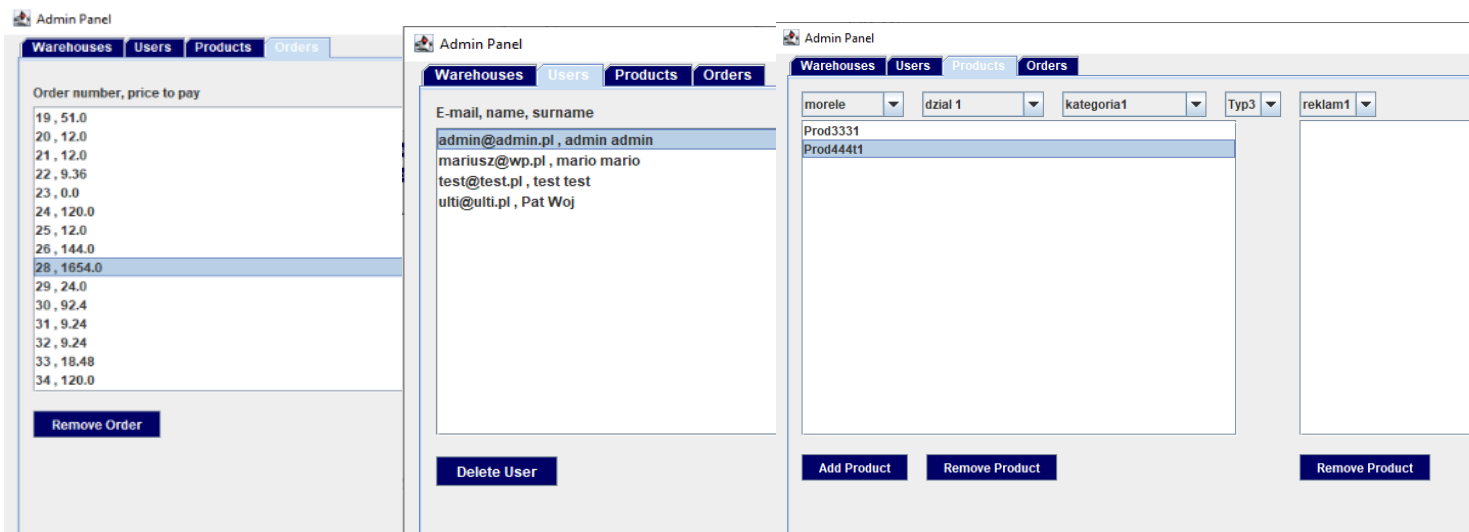 Admin Panel
Warehouses Users Products Orders
Order number, price to pay
19 , 51.0
20 , 12.0
21 , 12.0
22 , 9.36
23 , 0.0
24 , 120.0
25 , 12.0
26 , 144.0
28 , 1654.0
29 , 24.0
30 , 92.4
31 , 9.24
32 , 9.24
33 , 18.48
34 , 120.0
Remove Order
Admin Panel
Warehouses Users Products Orders
E-mail, name, surname
admin@admin.pl , admin admin
mariusz@wp.pl , mario mario
test@test.pl , test test
ulti@ulti.pl , Pat Woj
Delete User
Admin Panel
Warehouses Users Products Orders
morele dzial 1 kategoria1 Typ3 reklam1
Prod3331
Prod444t1
Add Product Remove Product Remove Product